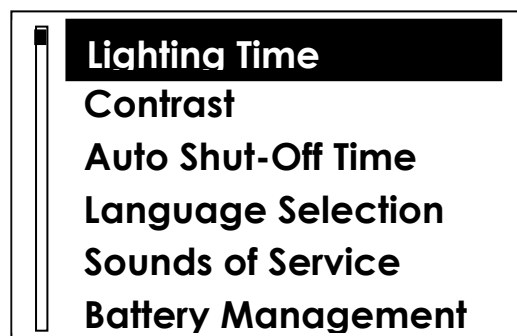 Lighting Time
Contrast
Auto Shut-Off Time
Language Selection
Sounds of Service
Battery Management